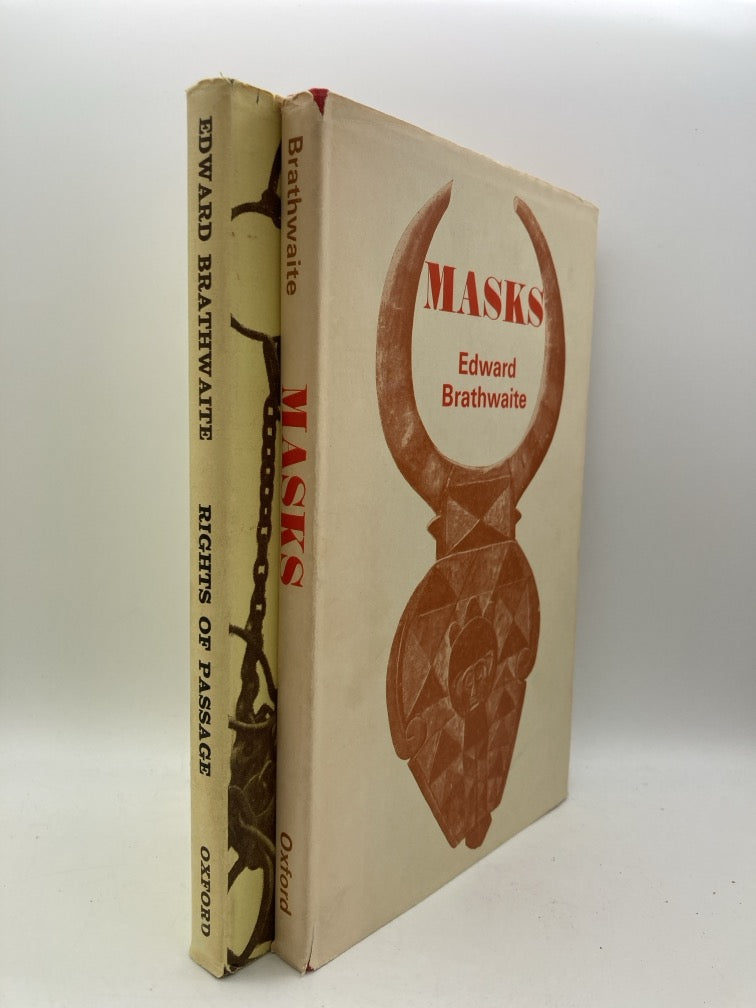 EDWARD BRATHWAITE RIGHTS OF PASSAGE OXFORD
Brathwaite MASKS Oxford
MASKS
Edward
Brathwaite